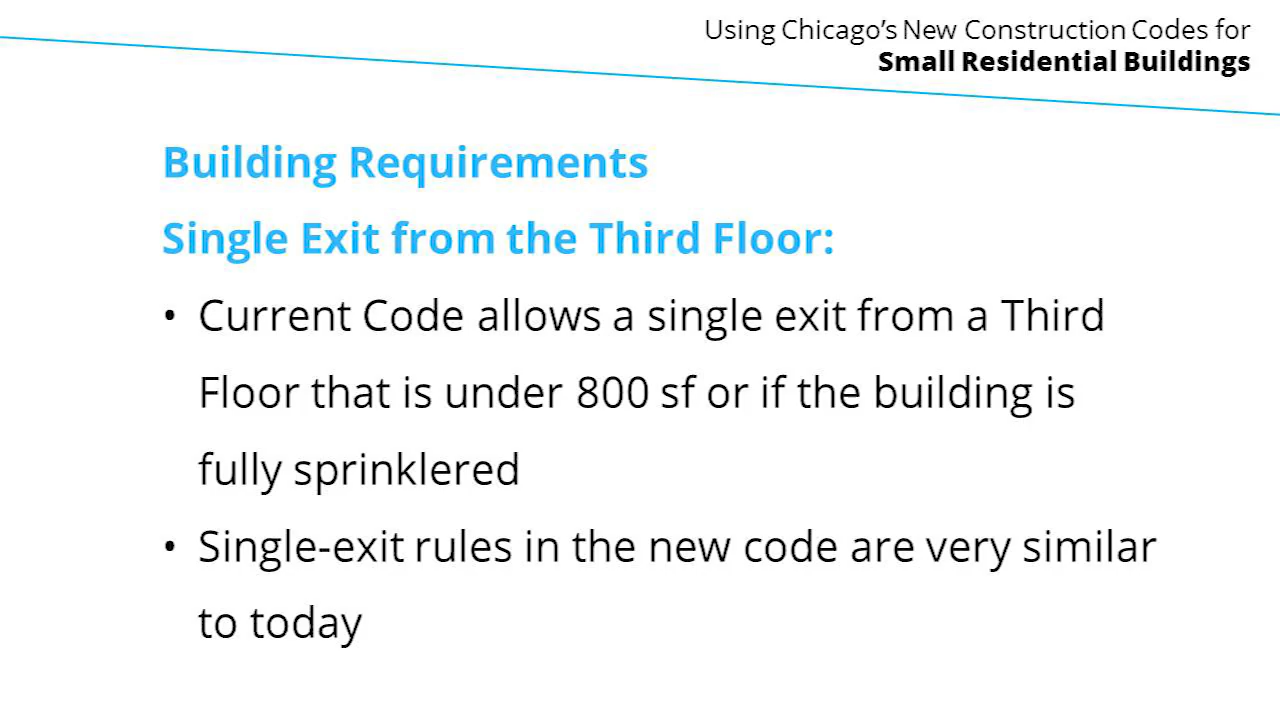 Using Chicago’s New Construction Codes for
Small Residential Buildings
Building Requirements
Single Exit from the Third Floor:
• Current Code allows a single exit from a Third
Floor that is under 800 sf or if the building is
fully sprinklered
• Single-exit rules in the new code are very similar
to today